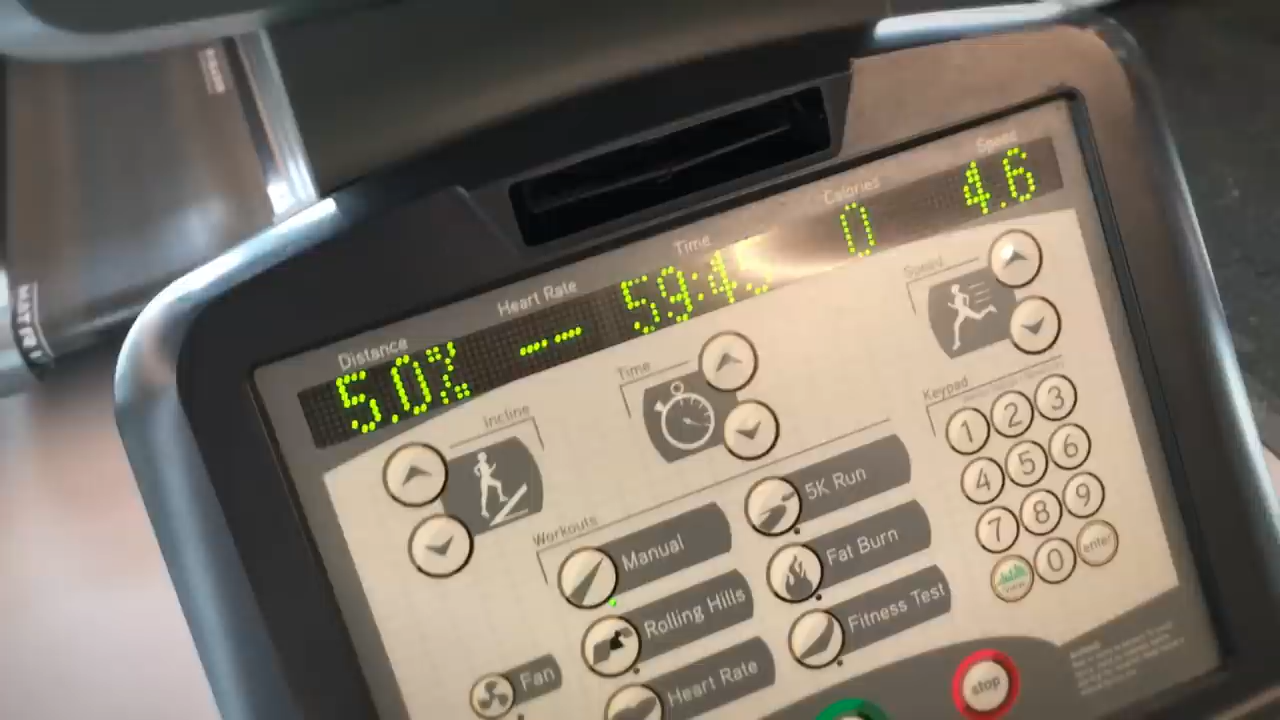 MATRIX
Speed
Calories
Time
Heart Rate
Distance
5.0% -- 59:45 0 4.6
Speed
Time
Incline
Keypad
1 2 3
4 5 6
7 8 9
0 enter
Workouts
Manual
5K Run
Rolling Hills
Fat Burn
Heart Rate
Fitness Test
Fan
stop